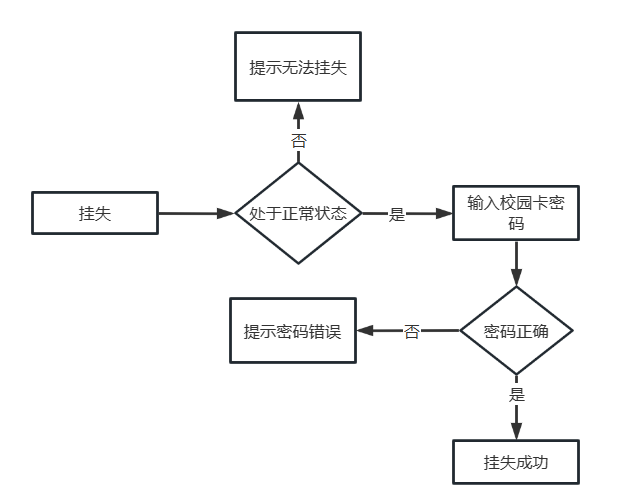 提示无法挂失
否
挂失
处于正常状态
是
输入校园卡密
码
提示密码错误
否
密码正确
是
挂失成功